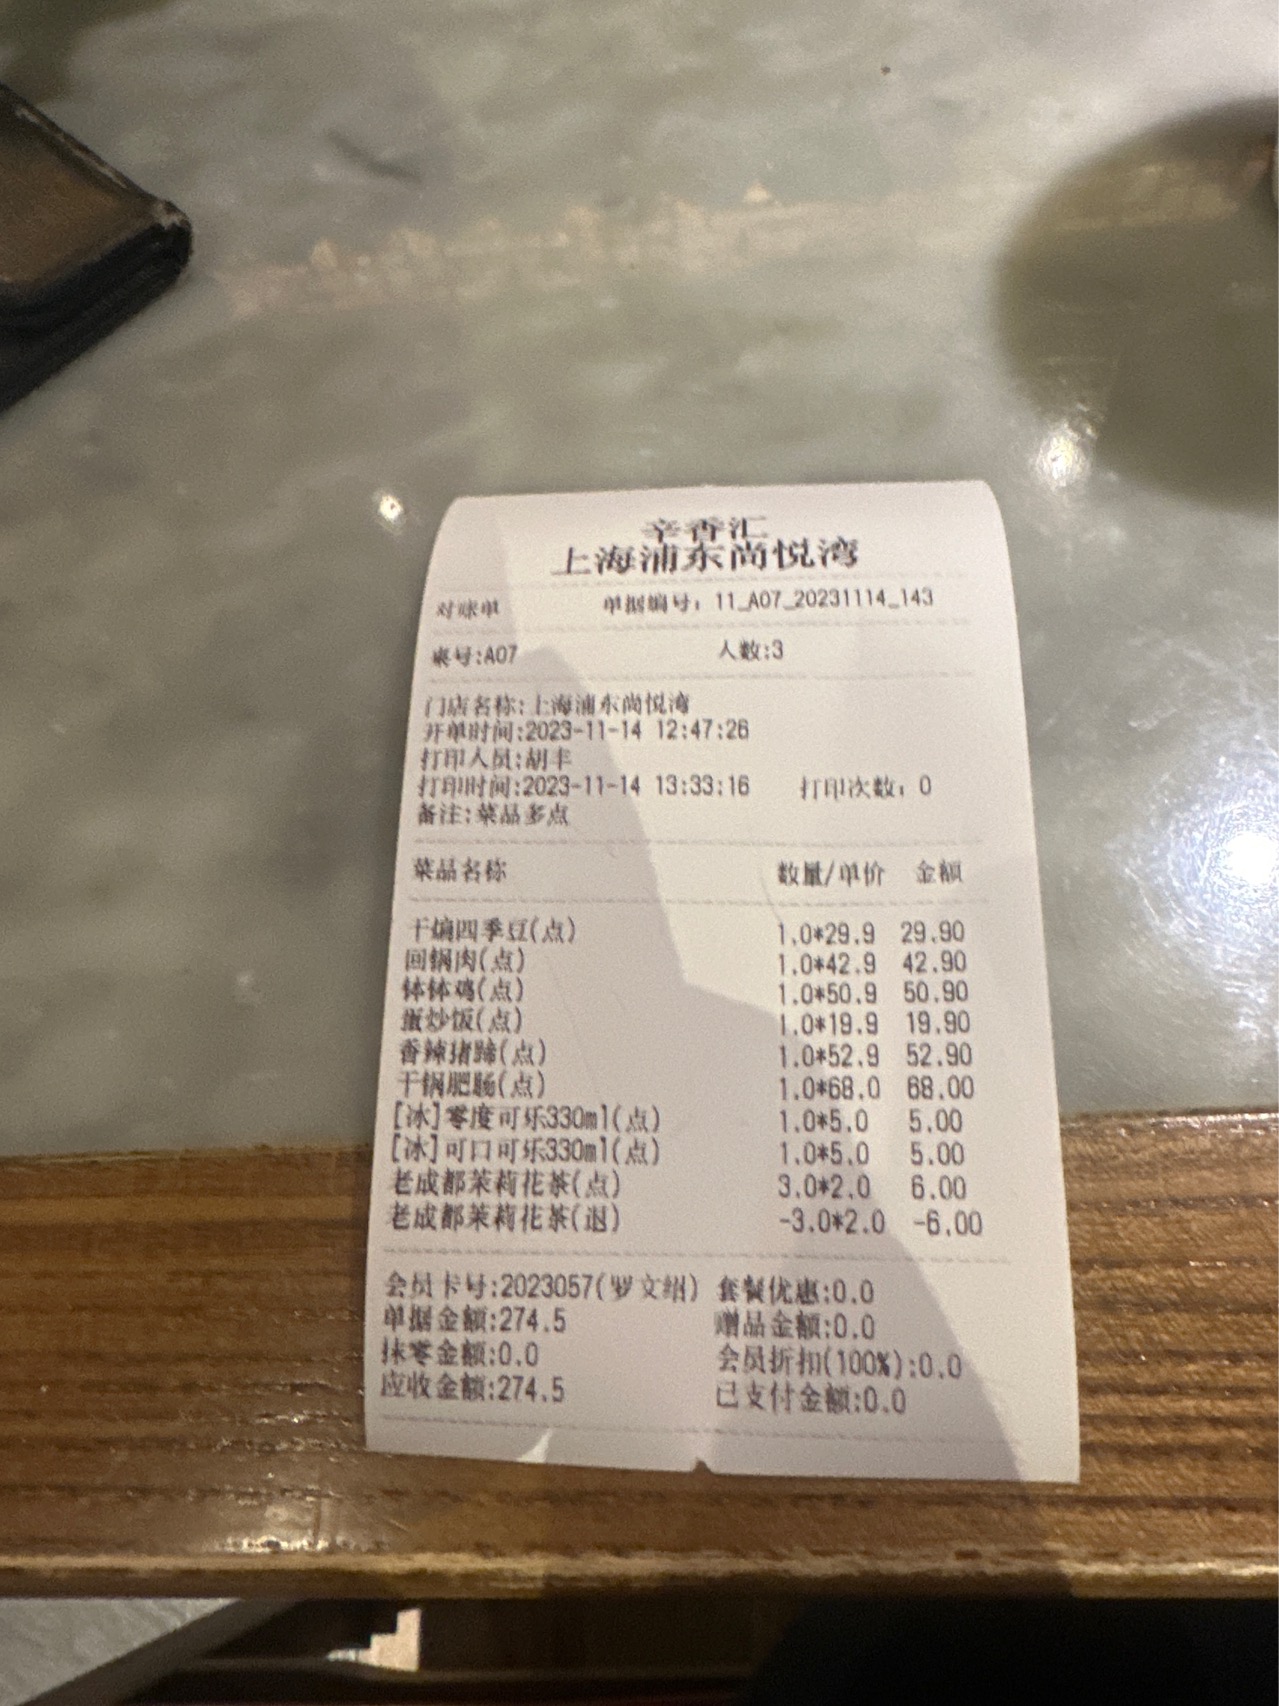 辛香汇
上海浦东尚悦湾
对账单 单据编号：11_A07_20231114_143
桌号:A07 人数:3
门店名称:上海浦东尚悦湾
开单时间:2023-11-14 12:47:26
打印人员:胡丰
打印时间:2023-11-14 13:33:16 打印次数：0
备注:菜品多点
菜品名称 数量/单价 金额
干煸四季豆(点) 1.0*29.9 29.90
回锅肉(点) 1.0*42.9 42.90
钵钵鸡(点) 1.0*50.9 50.90
蛋炒饭(点) 1.0*19.9 19.90
香辣猪蹄(点) 1.0*52.9 52.90
干锅肥肠(点) 1.0*68.0 68.00
[冰]零度可乐330ml(点) 1.0*5.0 5.00
[冰]可口可乐330ml(点) 1.0*5.0 5.00
老成都茉莉花茶(点) 3.0*2.0 6.00
老成都茉莉花茶(退) -3.0*2.0 -6.00
会员卡号:2023057(罗文绍) 套餐优惠:0.0
单据金额:274.5 赠品金额:0.0
抹零金额:0.0 会员折扣(100%):0.0
应收金额:274.5 已支付金额:0.0